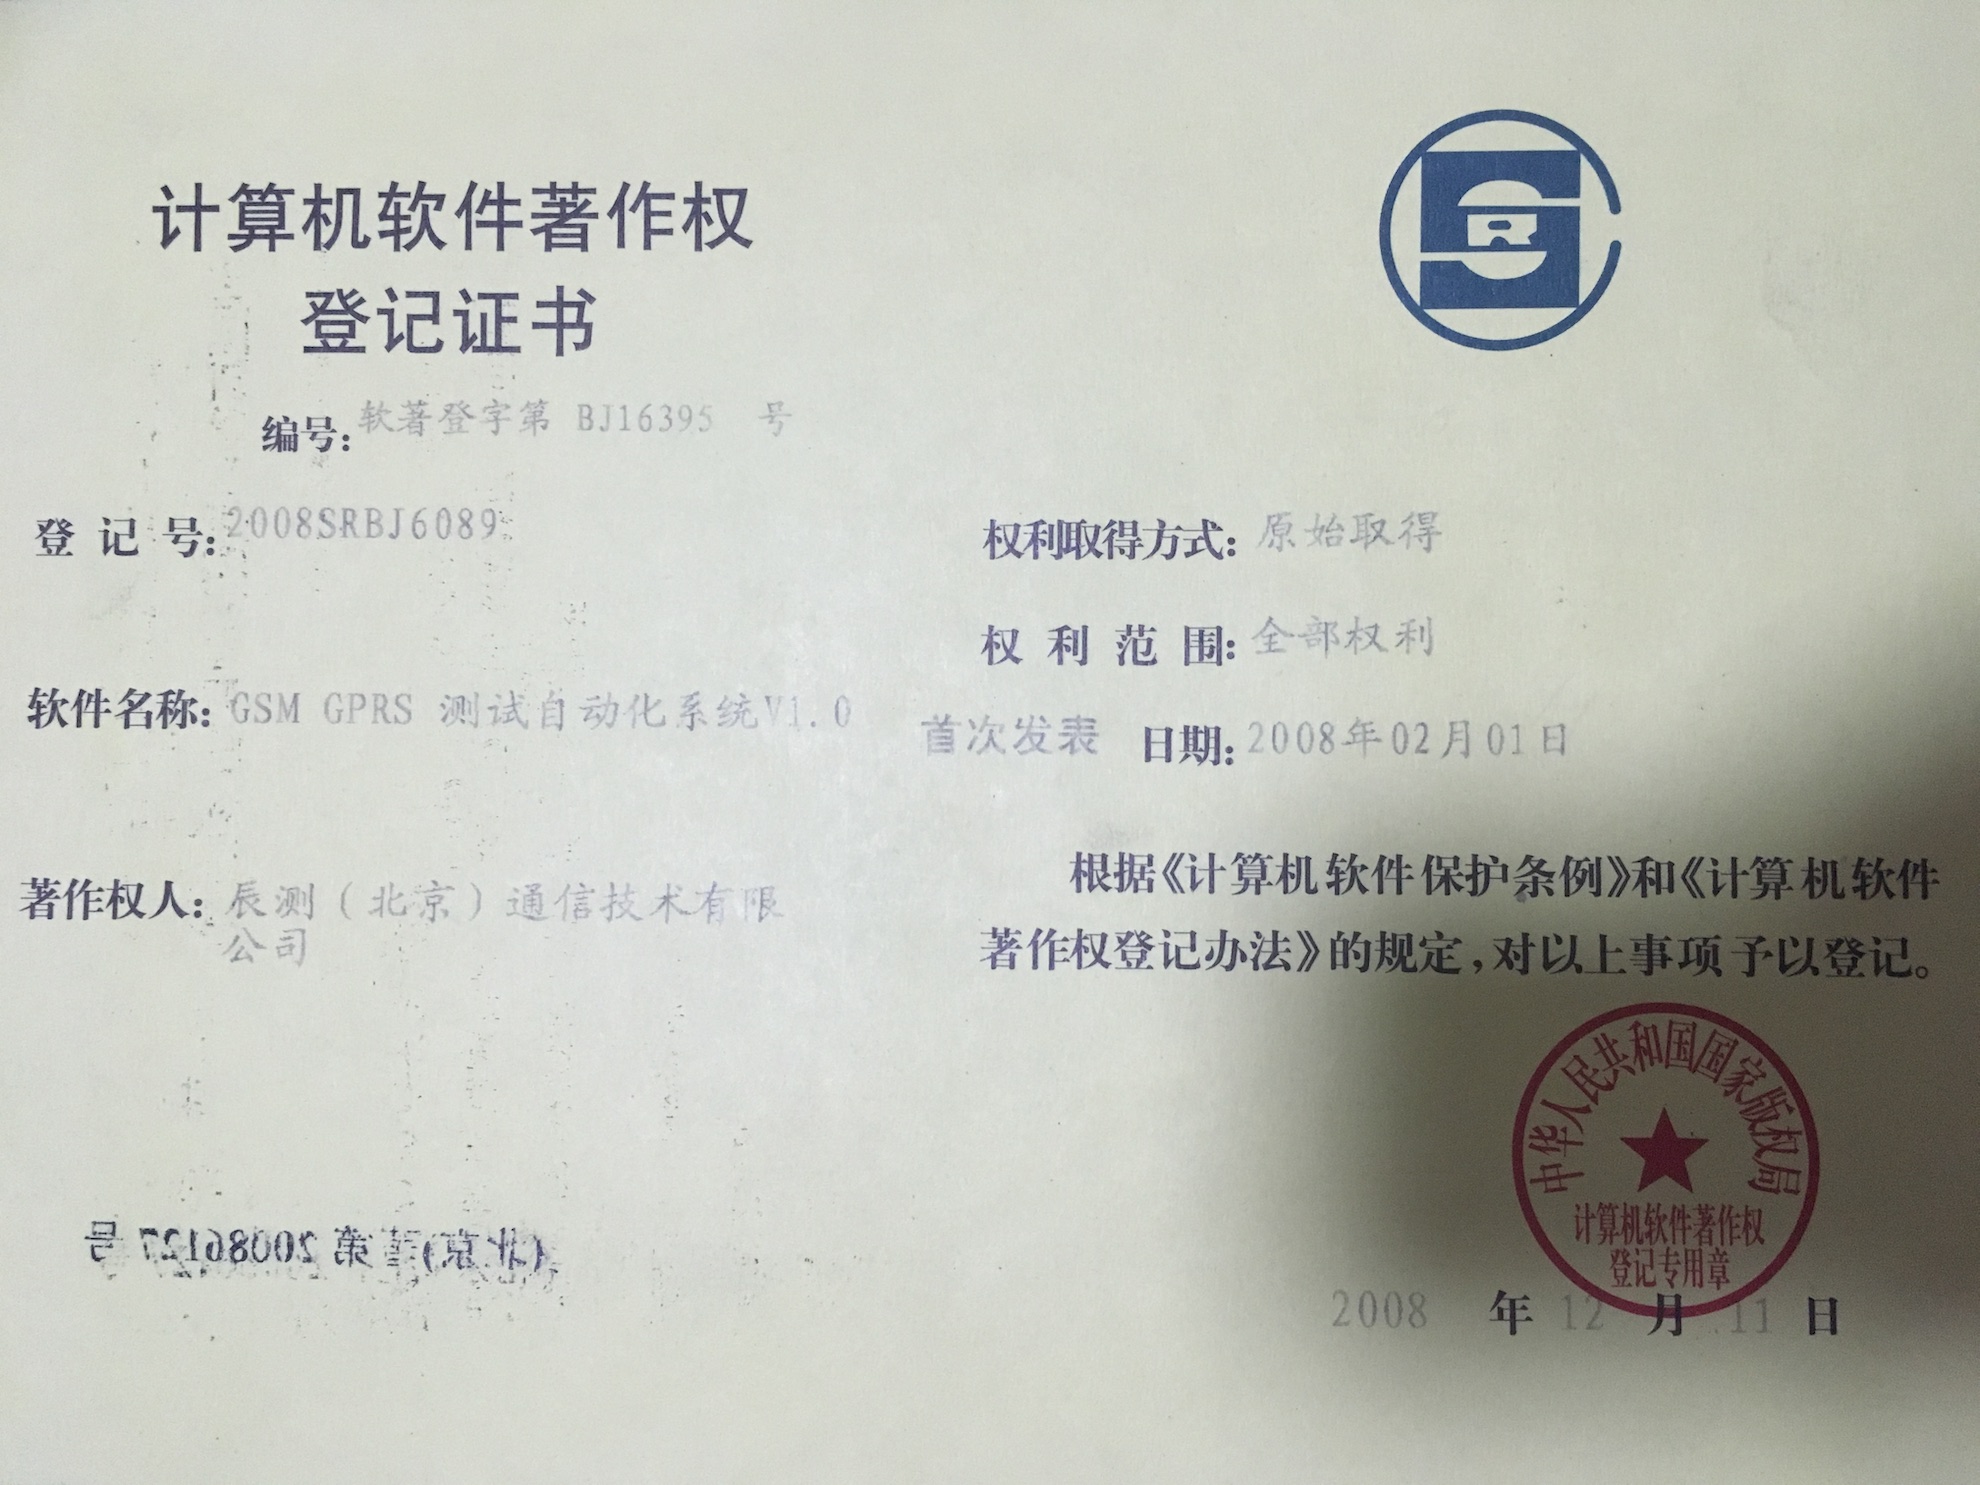 计算机软件著作权
登记证书
编号:软著登字第 BJ16395 号
登记号:2008SRBJ6089
软件名称:GSM GPRS 测试自动化系统V1.0
著作权人:辰测(北京)通信技术有限
公司
SR
权利取得方式:原始取得
权利范围:全部权利
首次发表 日期:2008年02月01日
根据《计算机软件保护条例》和《计算机软件
著作权登记办法》的规定,对以上事项予以登记。
中华人民共和国国家版权局
计算机软件著作权
登记专用章
2008 年 12 月 11 日